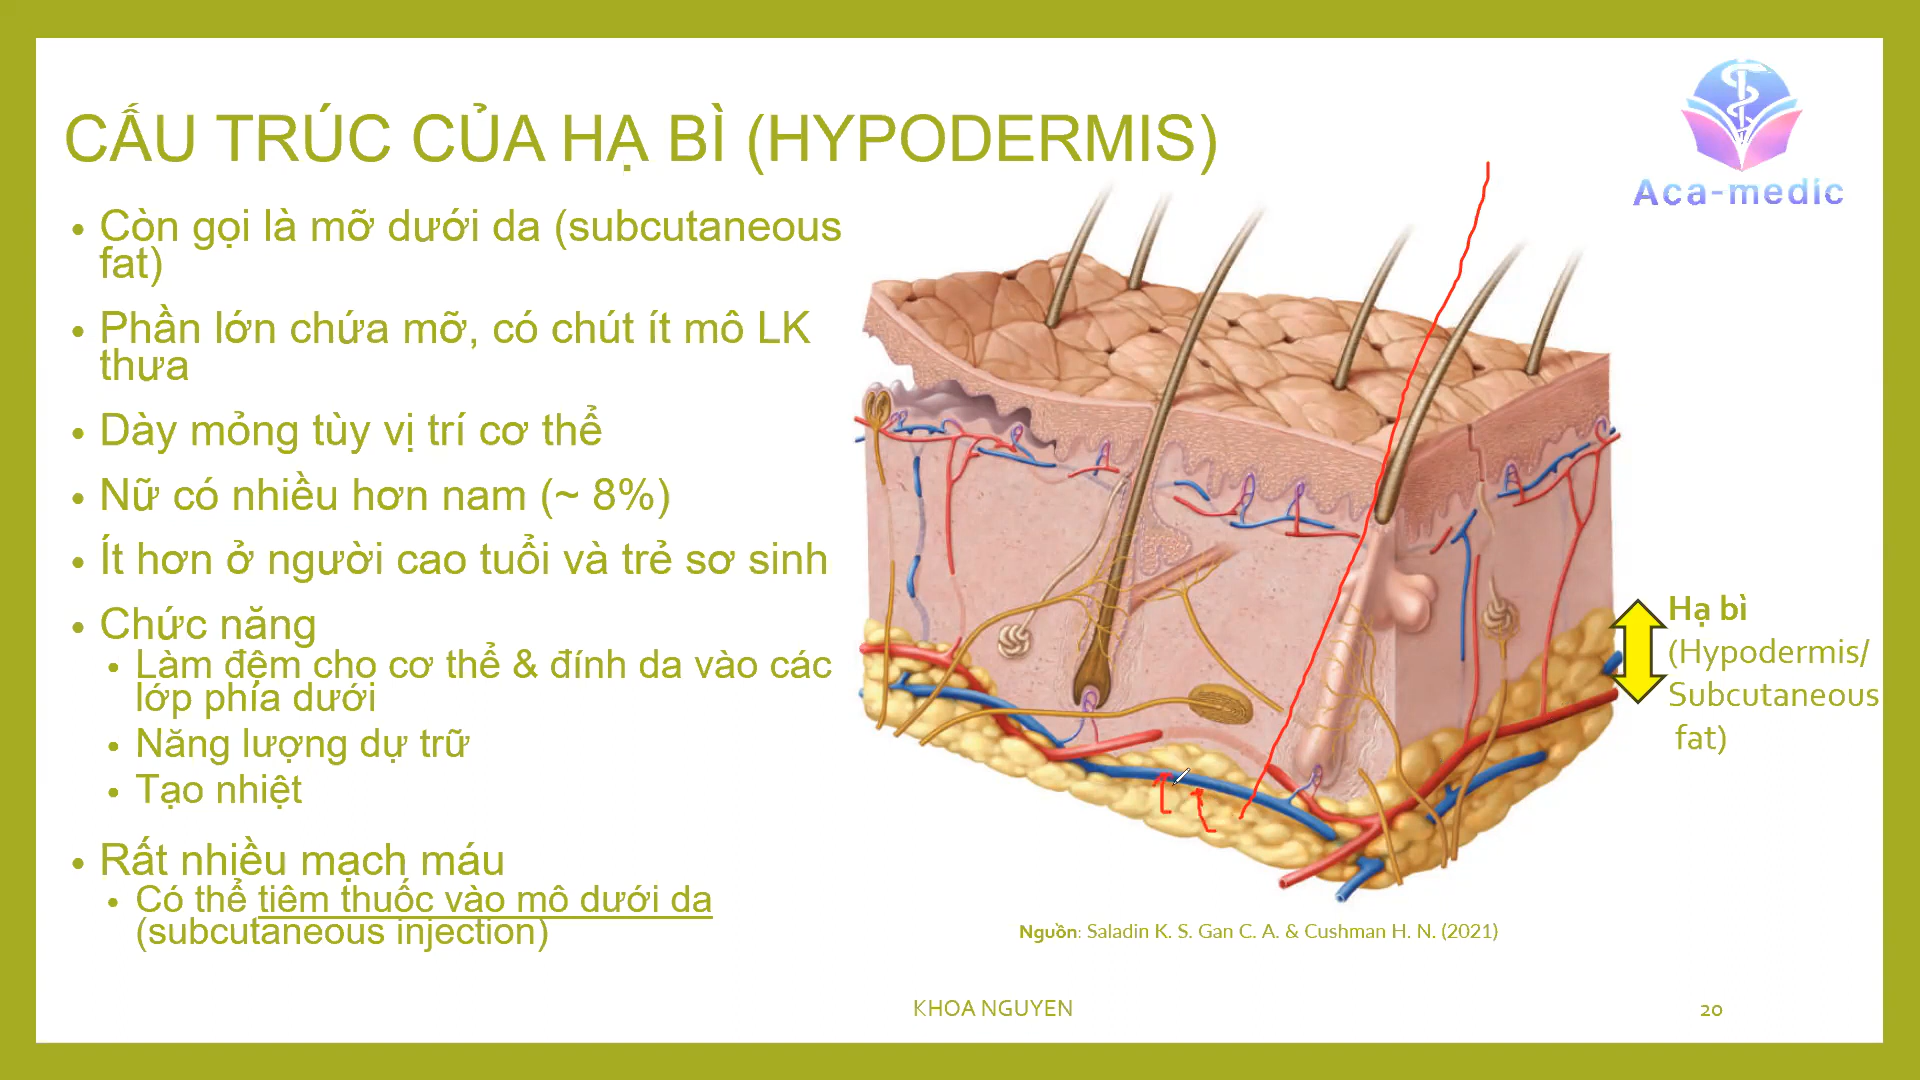 CẤU TRÚC CỦA HẠ BÌ (HYPODERMIS)
Aca-medic
Còn gọi là mỡ dưới da (subcutaneous
fat)
Phần lớn chứa mỡ, có chút ít mô LK
thưa
Dày mỏng tùy vị trí cơ thể
Nữ có nhiều hơn nam (~ 8%)
Ít hơn ở người cao tuổi và trẻ sơ sinh
Chức năng
Làm đệm cho cơ thể & đính da vào các
lớp phía dưới
Năng lượng dự trữ
Tạo nhiệt
Rất nhiều mạch máu
Có thể tiêm thuốc vào mô dưới da
(subcutaneous injection)
Hạ bì
(Hypodermis/
Subcutaneous
fat)
Nguồn: Saladin K. S. Gan C. A. & Cushman H. N. (2021)
KHOA NGUYEN
20